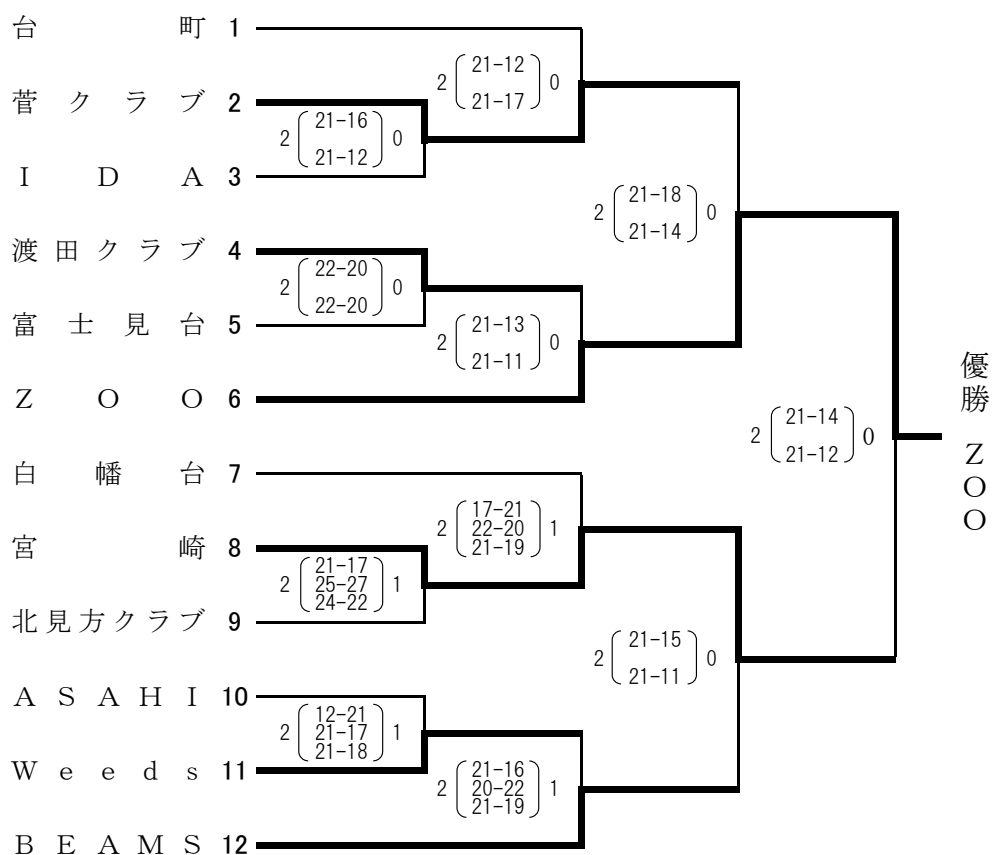 台町 1
2 21-12 0
21-17
菅クラブ 2
2 21-16 0
21-12
IDA 3
2 21-18 0
21-14
渡田クラブ 4
2 22-20 0
22-20
富士見台 5
2 21-13 0
21-11
ZOO 6
2 21-14 0
21-12
優勝 ZOO
白幡台 7
2 17-21 1
22-20
21-19
宮崎 8
2 21-17 1
25-27
24-22
北見方クラブ 9
2 21-15 0
21-11
ASAHI 10
2 12-21 1
21-17
21-18
Weeds 11
2 21-16 1
20-22
21-19
BEAMS 12